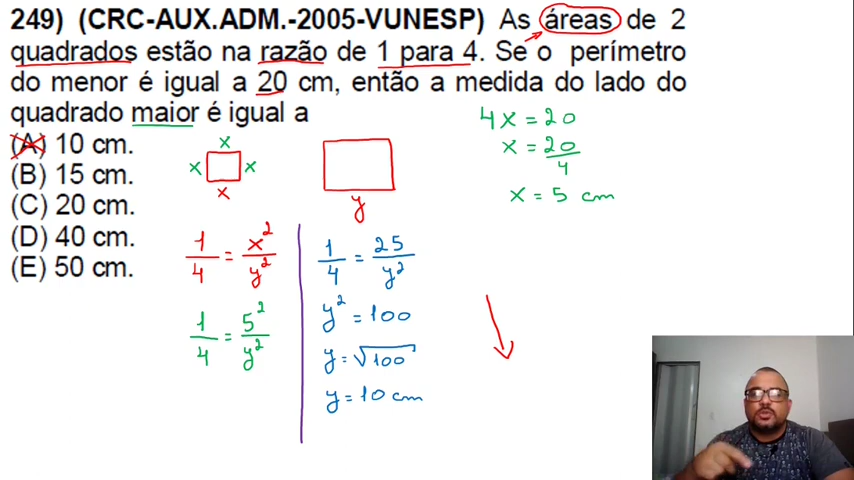 249) (CRC-AUX.ADM.-2005-VUNESP) As áreas de 2
quadrados estão na razão de 1 para 4. Se o perímetro
do menor é igual a 20 cm, então a medida do lado do
quadrado maior é igual a
(A) 10 cm.
(B) 15 cm.
(C) 20 cm.
(D) 40 cm.
(E) 50 cm.
x
x x
x
y
4x = 20
x = 20/4
x = 5 cm
1/4 = x²/y²
1/4 = 5²/y²
1/4 = 25/y²
y² = 100
y = √100
y = 10 cm